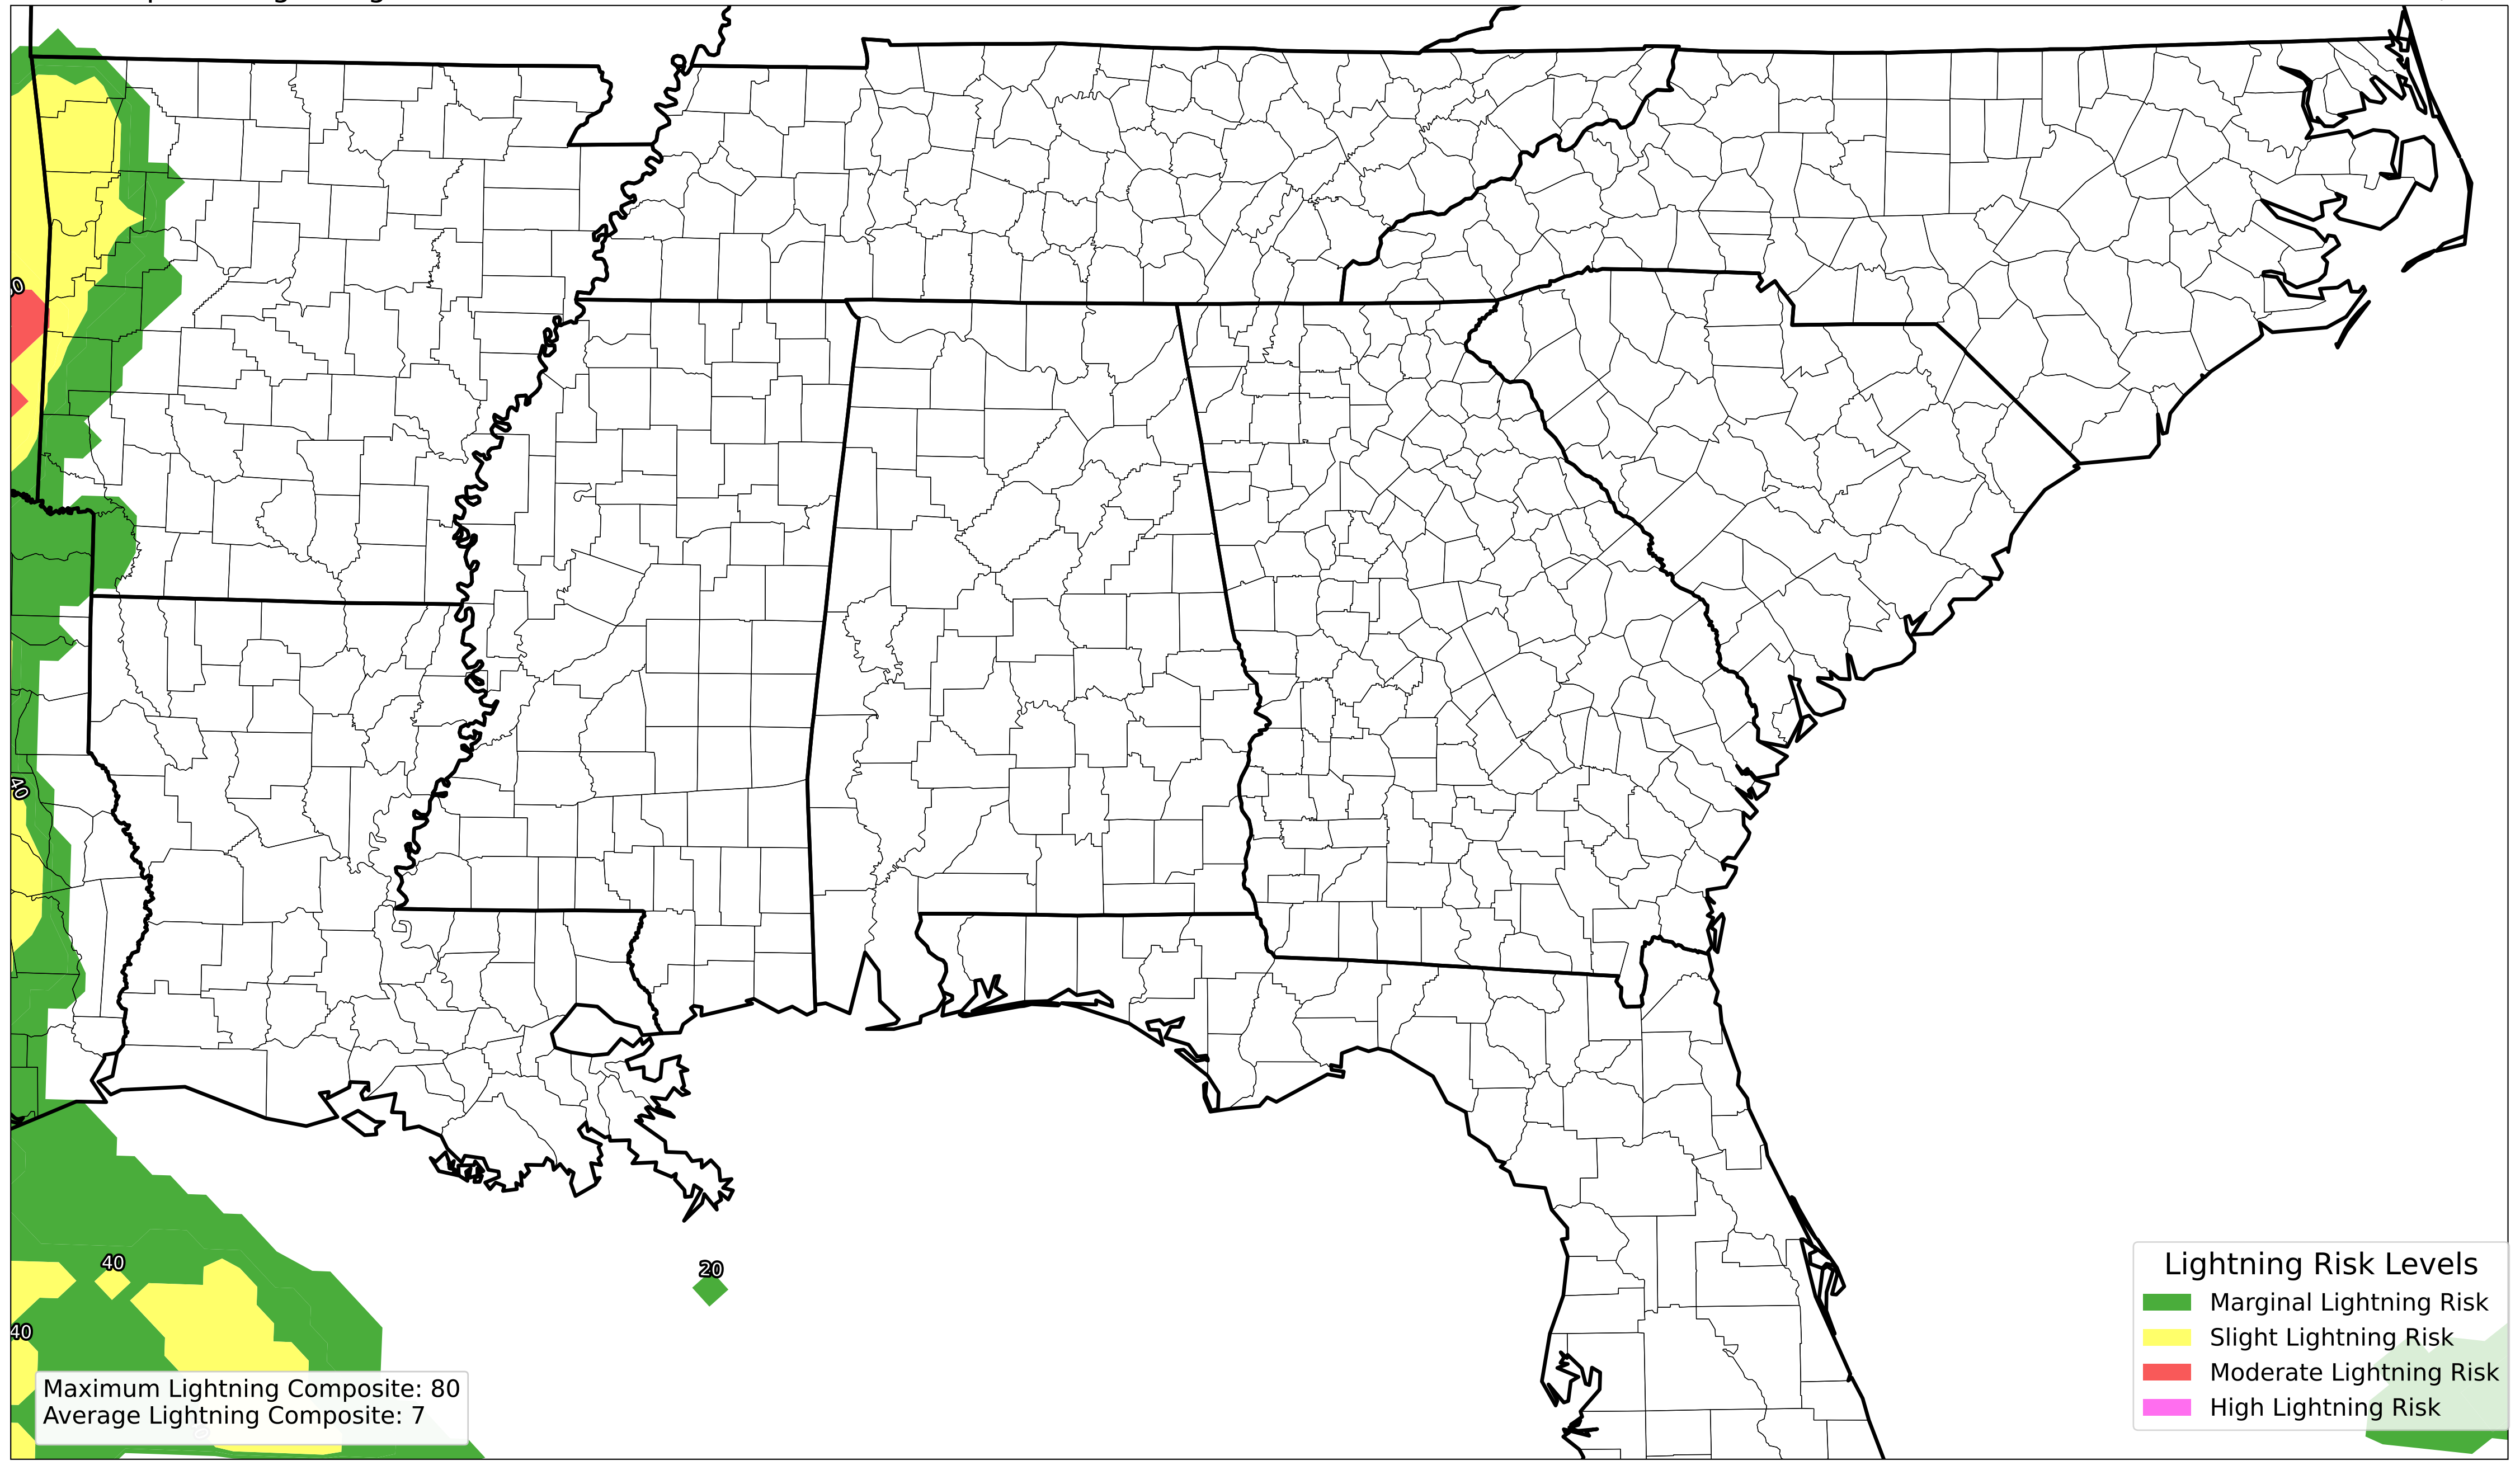 40
40
20
40
Lightning Risk Levels
Marginal Lightning Risk
Slight Lightning Risk
Moderate Lightning Risk
High Lightning Risk
Maximum Lightning Composite: 80
Average Lightning Composite: 7